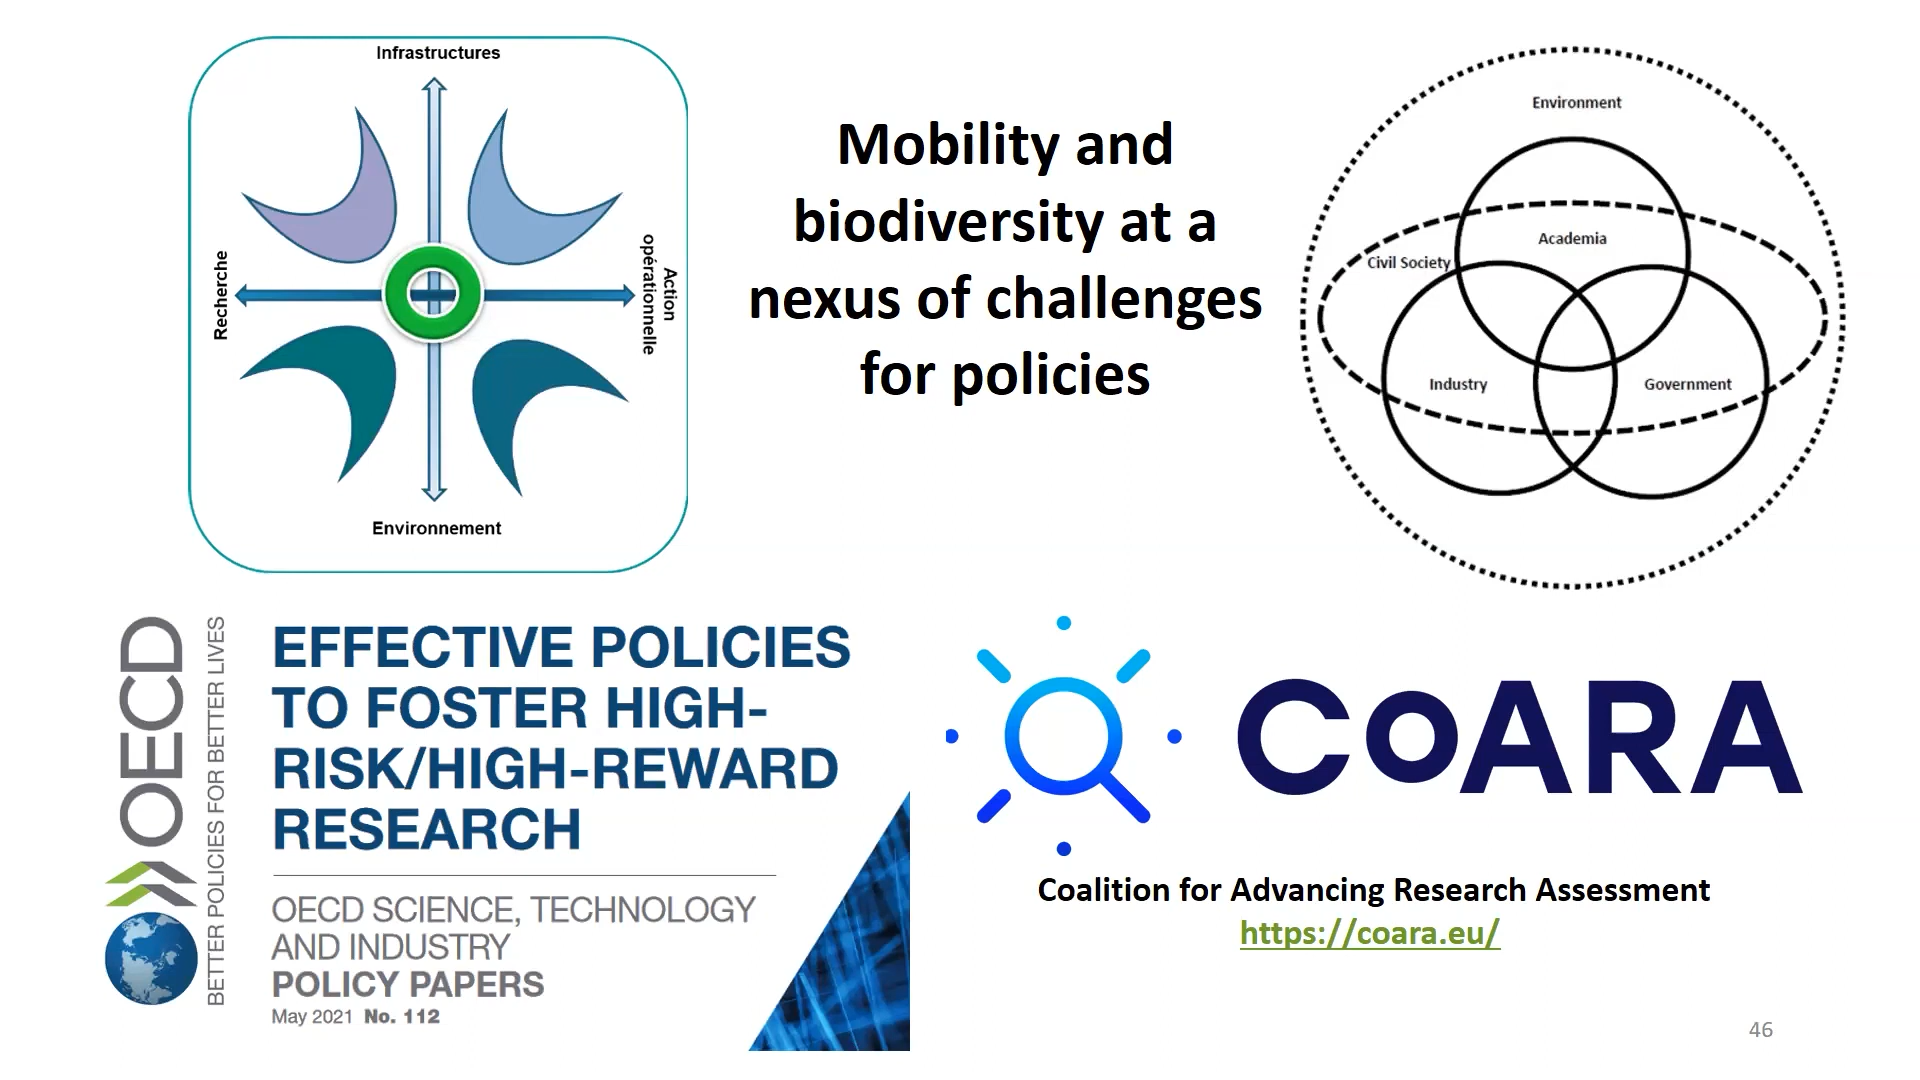 Infrastructures
Recherche
Action
opérationnelle
Environnement
Mobility and
biodiversity at a
nexus of challenges
for policies
Environment
Academia
Civil Society
Industry
Government
OECD
BETTER POLICIES FOR BETTER LIVES
EFFECTIVE POLICIES
TO FOSTER HIGH-
RISK/HIGH-REWARD
RESEARCH
OECD SCIENCE, TECHNOLOGY
AND INDUSTRY
POLICY PAPERS
May 2021 No. 112
CoARA
Coalition for Advancing Research Assessment
https://coara.eu/
46